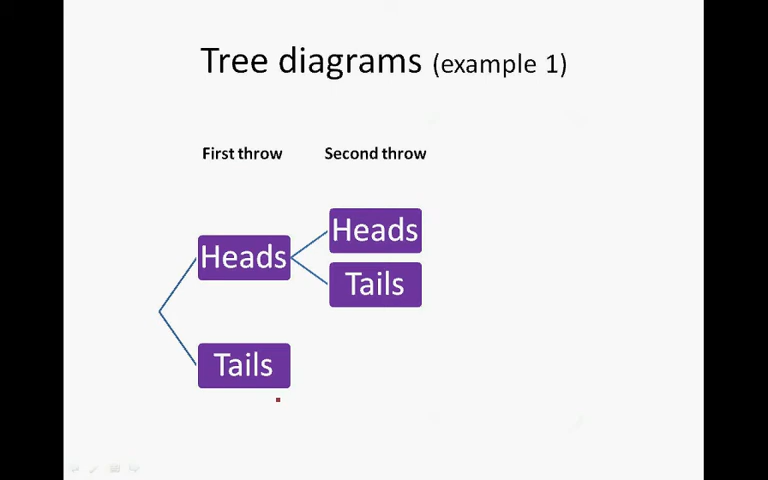 Tree diagrams (example 1)
First throw Second throw
Heads
Heads
Tails
Tails